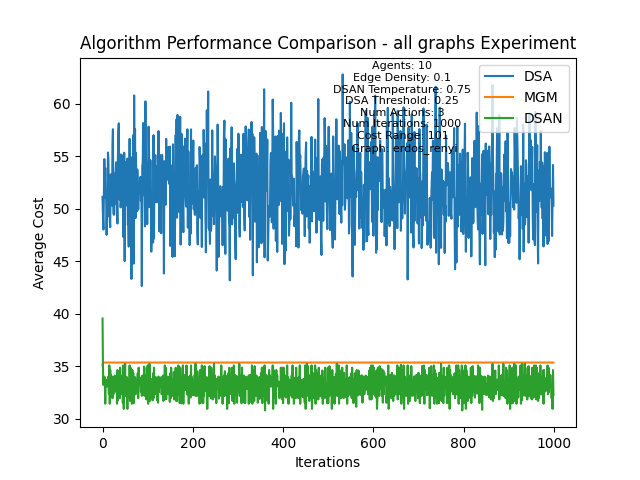 Algorithm Performance Comparison - all graphs Experiment
Agents: 10
Edge Density: 0.1
DSAN Temperature: 0.75
DSA Threshold: 0.25
Num Actions: 3
Num Iterations: 1000
Cost Range: 101
Graph: erdos_renyi
DSA
MGM
DSAN
Average Cost
60
55
50
45
40
35
30
0
200
400
600
800
1000
Iterations